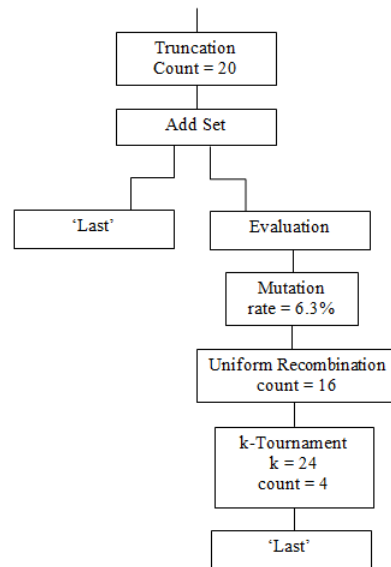 Truncation
Count = 20
Add Set
‘Last’
Evaluation
Mutation
rate = 6.3%
Uniform Recombination
count = 16
k-Tournament
k = 24
count = 4
‘Last’